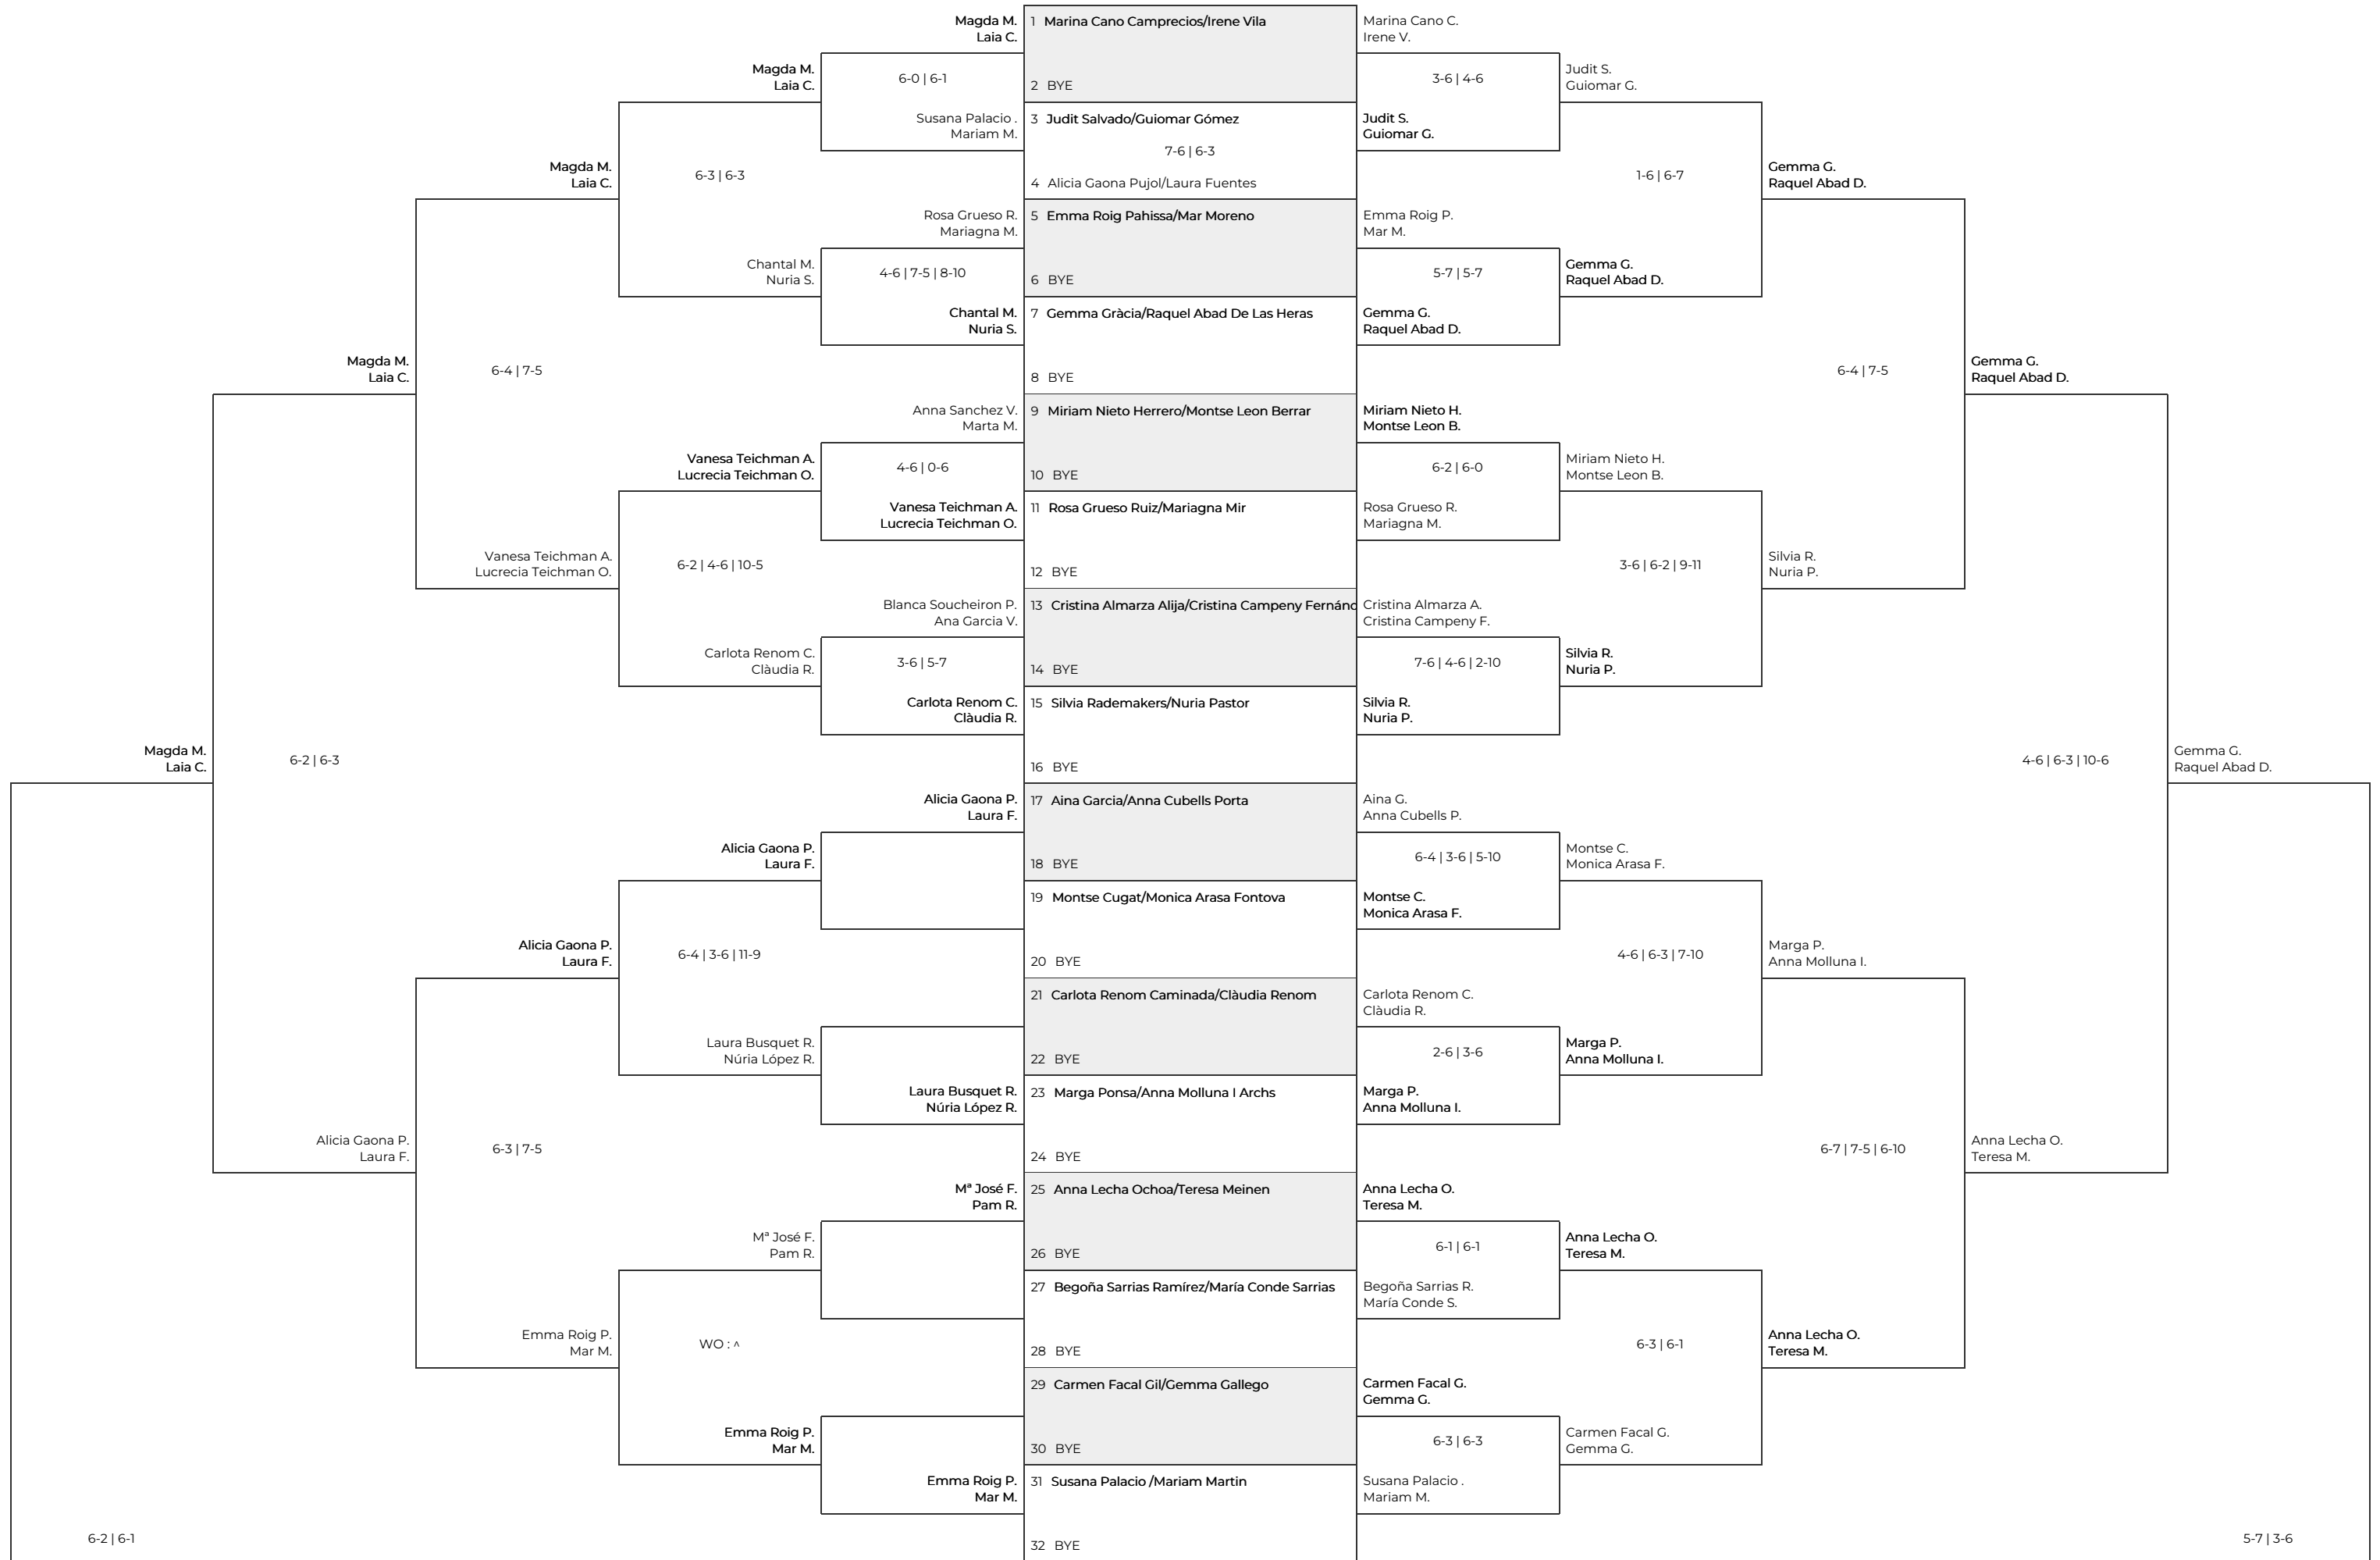 Magda M.
Laia C.
1 Marina Cano Camprecios/Irene Vila
Marina Cano C.
Irene V.
Magda M.
Laia C.
6-0 | 6-1
2 BYE
3-6 | 4-6
Judit S.
Guiomar G.
Susana Palacio .
Mariam M.
3 Judit Salvado/Guiomar Gómez
Judit S.
Guiomar G.
7-6 | 6-3
Magda M.
Laia C.
6-3 | 6-3
4 Alicia Gaona Pujol/Laura Fuentes
1-6 | 6-7
Gemma G.
Raquel Abad D.
Rosa Grueso R.
Mariagna M.
5 Emma Roig Pahissa/Mar Moreno
Emma Roig P.
Mar M.
Chantal M.
Nuria S.
4-6 | 7-5 | 8-10
6 BYE
5-7 | 5-7
Gemma G.
Raquel Abad D.
Chantal M.
Nuria S.
7 Gemma Gràcia/Raquel Abad De Las Heras
Gemma G.
Raquel Abad D.
Magda M.
Laia C.
6-4 | 7-5
8 BYE
6-4 | 7-5
Gemma G.
Raquel Abad D.
Anna Sanchez V.
Marta M.
9 Miriam Nieto Herrero/Montse Leon Berrar
Miriam Nieto H.
Montse Leon B.
Vanesa Teichman A.
Lucrecia Teichman O.
4-6 | 0-6
10 BYE
6-2 | 6-0
Miriam Nieto H.
Montse Leon B.
Vanesa Teichman A.
Lucrecia Teichman O.
11 Rosa Grueso Ruiz/Mariagna Mir
Rosa Grueso R.
Mariagna M.
Vanesa Teichman A.
Lucrecia Teichman O.
6-2 | 4-6 | 10-5
12 BYE
3-6 | 6-2 | 9-11
Silvia R.
Nuria P.
Blanca Soucheiron P.
Ana Garcia V.
13 Cristina Almarza Alija/Cristina Campeny Fernánd
Cristina Almarza A.
Cristina Campeny F.
Carlota Renom C.
Clàudia R.
3-6 | 5-7
14 BYE
7-6 | 4-6 | 2-10
Silvia R.
Nuria P.
Carlota Renom C.
Clàudia R.
15 Silvia Rademakers/Nuria Pastor
Silvia R.
Nuria P.
Magda M.
Laia C.
6-2 | 6-3
16 BYE
4-6 | 6-3 | 10-6
Gemma G.
Raquel Abad D.
Alicia Gaona P.
Laura F.
17 Aina Garcia/Anna Cubells Porta
Aina G.
Anna Cubells P.
Alicia Gaona P.
Laura F.
18 BYE
6-4 | 3-6 | 5-10
Montse C.
Monica Arasa F.
19 Montse Cugat/Monica Arasa Fontova
Montse C.
Monica Arasa F.
Alicia Gaona P.
Laura F.
6-4 | 3-6 | 11-9
20 BYE
4-6 | 6-3 | 7-10
Marga P.
Anna Molluna I.
21 Carlota Renom Caminada/Clàudia Renom
Carlota Renom C.
Clàudia R.
Laura Busquet R.
Núria López R.
22 BYE
2-6 | 3-6
Marga P.
Anna Molluna I.
Laura Busquet R.
Núria López R.
23 Marga Ponsa/Anna Molluna I Archs
Marga P.
Anna Molluna I.
Alicia Gaona P.
Laura F.
6-3 | 7-5
24 BYE
6-7 | 7-5 | 6-10
Anna Lecha O.
Teresa M.
Mª José F.
Pam R.
25 Anna Lecha Ochoa/Teresa Meinen
Anna Lecha O.
Teresa M.
Mª José F.
Pam R.
26 BYE
6-1 | 6-1
Anna Lecha O.
Teresa M.
27 Begoña Sarrias Ramírez/María Conde Sarrias
Begoña Sarrias R.
María Conde S.
Emma Roig P.
Mar M.
WO : ^
28 BYE
6-3 | 6-1
Anna Lecha O.
Teresa M.
29 Carmen Facal Gil/Gemma Gallego
Carmen Facal G.
Gemma G.
Emma Roig P.
Mar M.
30 BYE
6-3 | 6-3
Carmen Facal G.
Gemma G.
Emma Roig P.
Mar M.
31 Susana Palacio /Mariam Martin
Susana Palacio .
Mariam M.
6-2 | 6-1
32 BYE
5-7 | 3-6